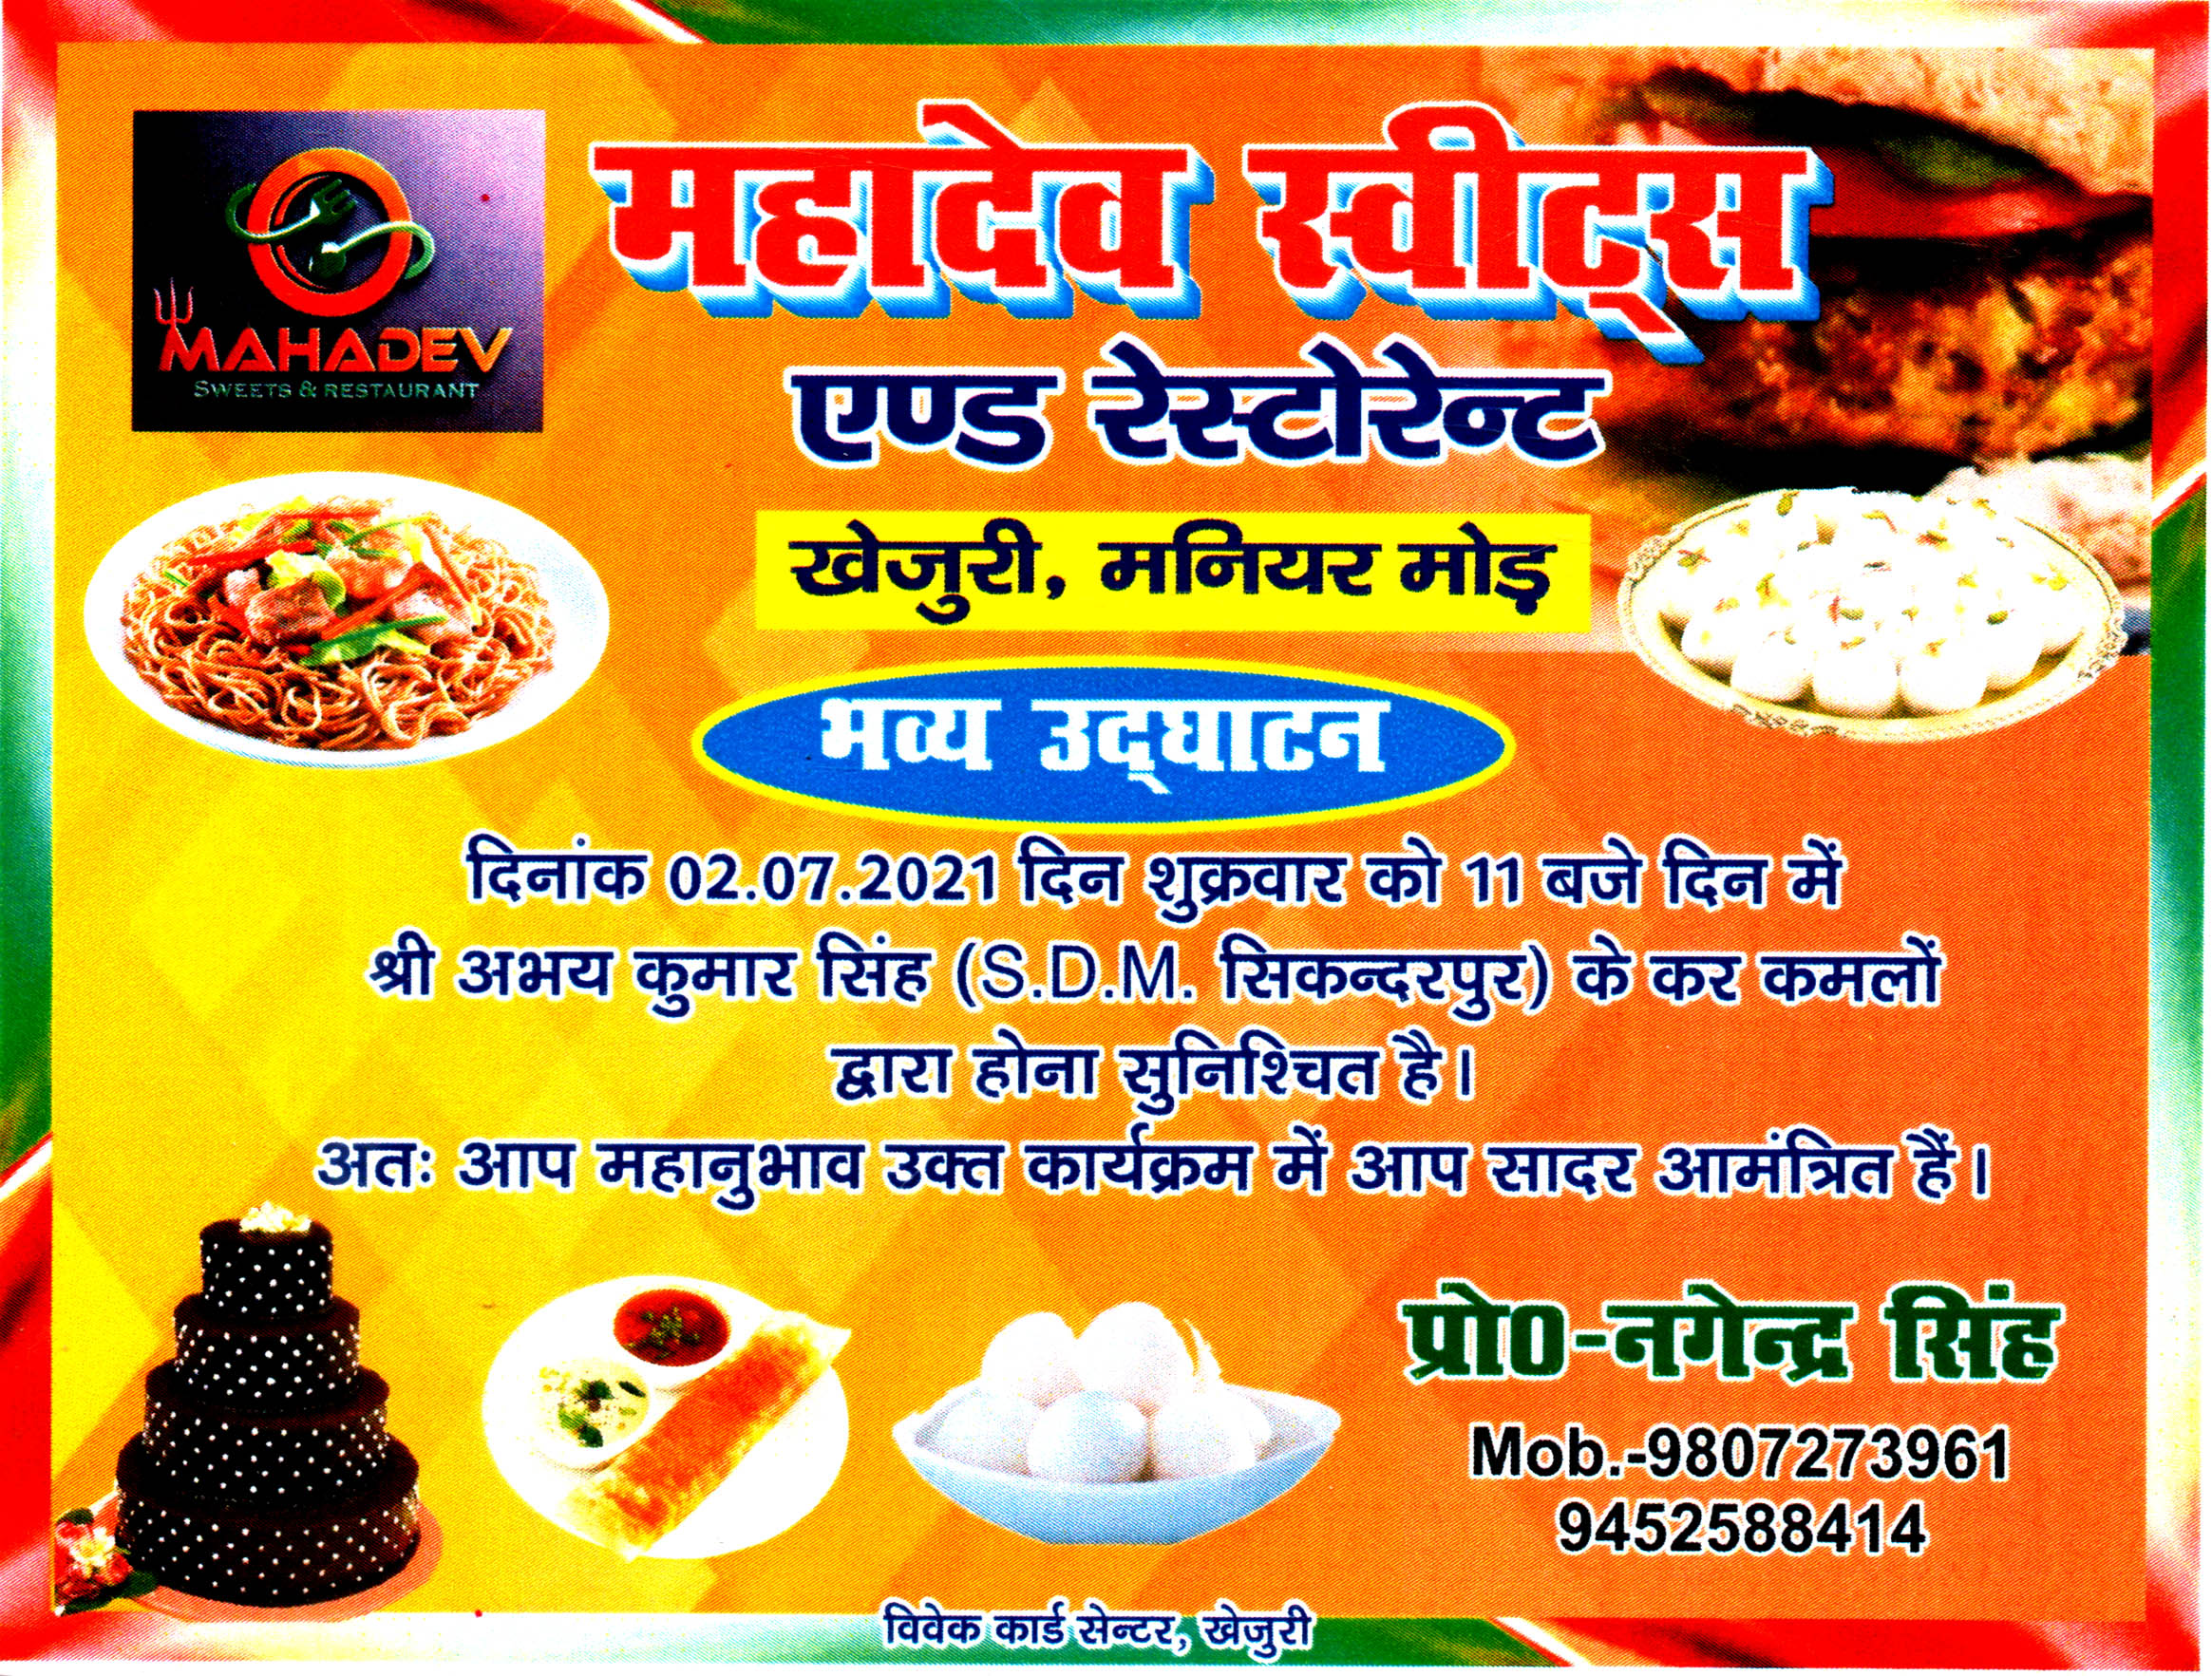 महादेव स्वीट्स
MAHADEV
SWEETS & RESTAURANT
एण्ड रेस्टोरेन्ट
खेजुरी, मनियर मोड़
भव्य उद्‌घाटन
दिनांक 02.07.2021 दिन शुक्रवार को 11 बजे दिन में
श्री अभय कुमार सिंह (S.D.M. सिकन्दरपुर) के कर कमलों
द्वारा होना सुनिश्चित है।
अतः आप महानुभाव उक्त कार्यक्रम में आप सादर आमंत्रित हैं।
प्रो0-नगेन्द्र सिंह
Mob.-9807273961
9452588414
विवेक कार्ड सेन्टर, खेजुरी